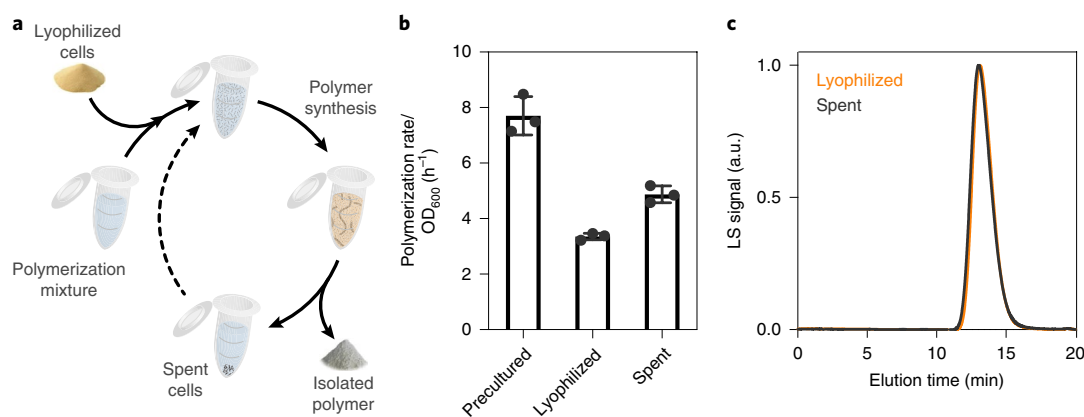 a
Lyophilized
cells
Polymer
synthesis
Polymerization
mixture
Spent
cells
Isolated
polymer
b
Polymerization rate/
OD₆₀₀ (h⁻¹)
10
8
6
4
2
0
Precultured
Lyophilized
Spent
c
Lyophilized
Spent
LS signal (a.u.)
1.0
0.5
0.0
0 5 10 15 20
Elution time (min)